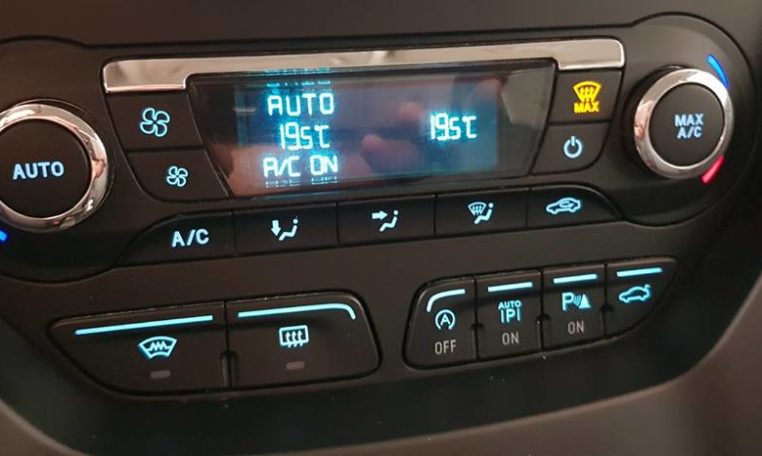 AUTO
19.5°C 19.5°C
A/C ON
MAX
AUTO
MAX
A/C
A/C
A
OFF
AUTO
P
ON
P
ON